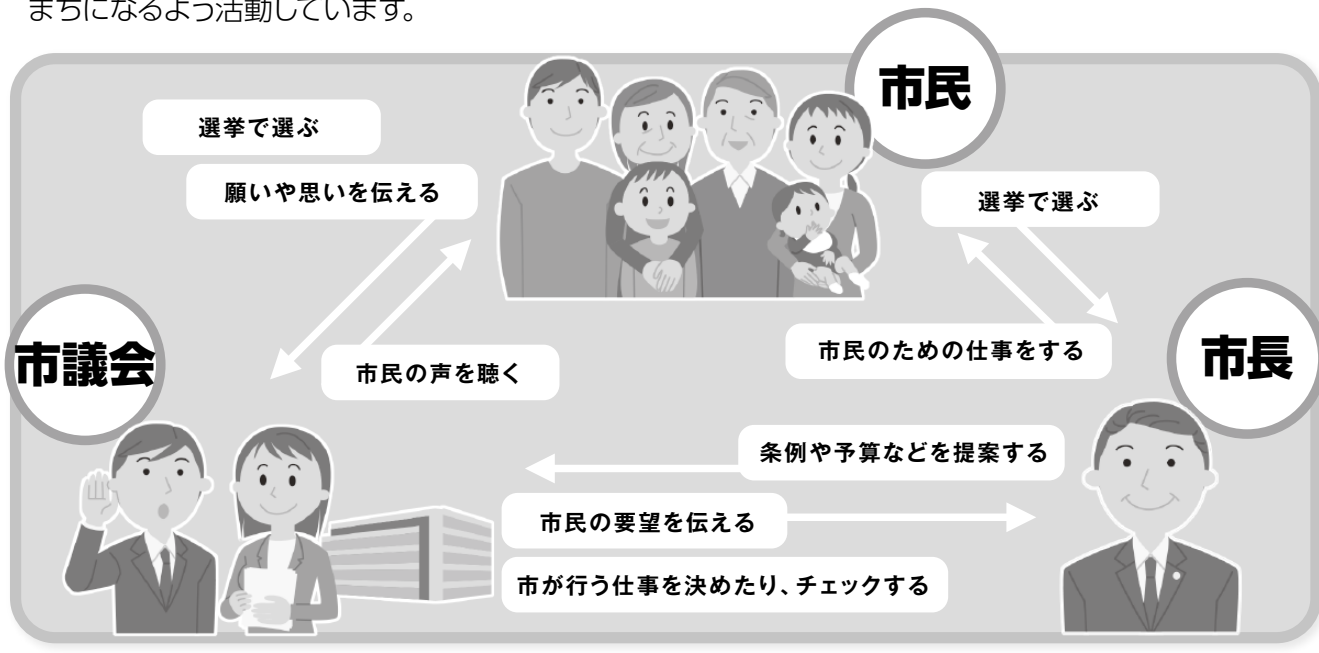 まちになるよう活動しています。
市民
選挙で選ぶ
願いや思いを伝える
選挙で選ぶ
市議会
市民の声を聴く
市民のための仕事をする
市長
条例や予算などを提案する
市民の要望を伝える
市が行う仕事を決めたり、チェックする